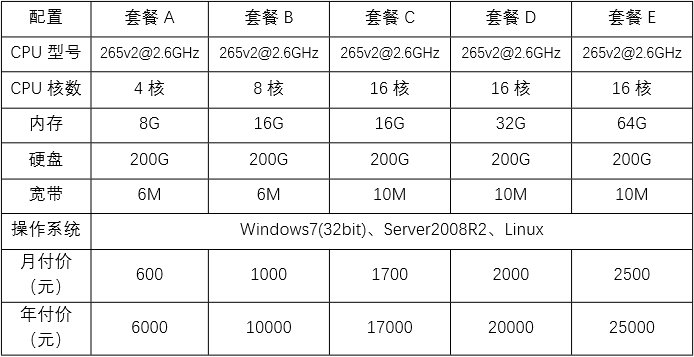 配置 套餐 A 套餐 B 套餐 C 套餐 D 套餐 E
CPU 型号 265v2@2.6GHz 265v2@2.6GHz 265v2@2.6GHz 265v2@2.6GHz 265v2@2.6GHz
CPU 核数 4 核 8 核 16 核 16 核 16 核
内存 8G 16G 16G 32G 64G
硬盘 200G 200G 200G 200G 200G
宽带 6M 6M 10M 10M 10M
操作系统 Windows7(32bit)、Server2008R2、Linux
月付价
（元） 600 1000 1700 2000 2500
年付价
（元） 6000 10000 17000 20000 25000